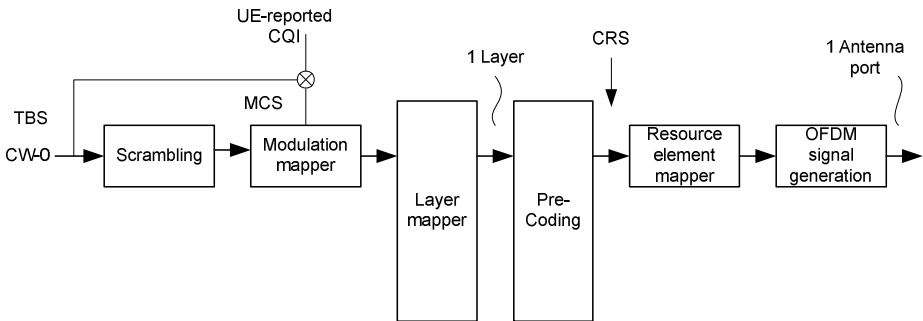 UE-reported
CQI
TBS
MCS
CW-0
Scrambling
Modulation
mapper
Layer
mapper
1 Layer
Pre-
Coding
CRS
Resource
element
mapper
OFDM
signal
generation
1 Antenna
port